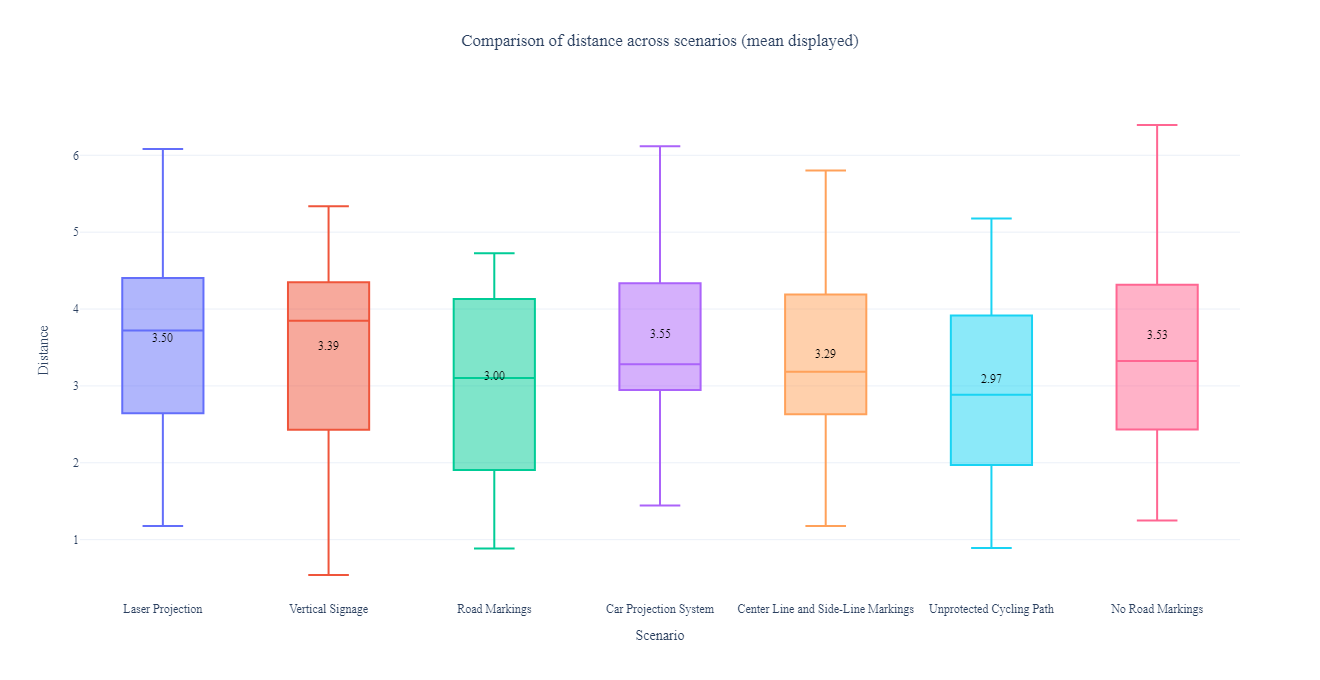 Comparison of distance across scenarios (mean displayed)
Distance
6
5
4
3
2
1
3.50
3.39
3.00
3.55
3.29
2.97
3.53
Laser Projection
Vertical Signage
Road Markings
Car Projection System
Center Line and Side-Line Markings
Unprotected Cycling Path
No Road Markings
Scenario